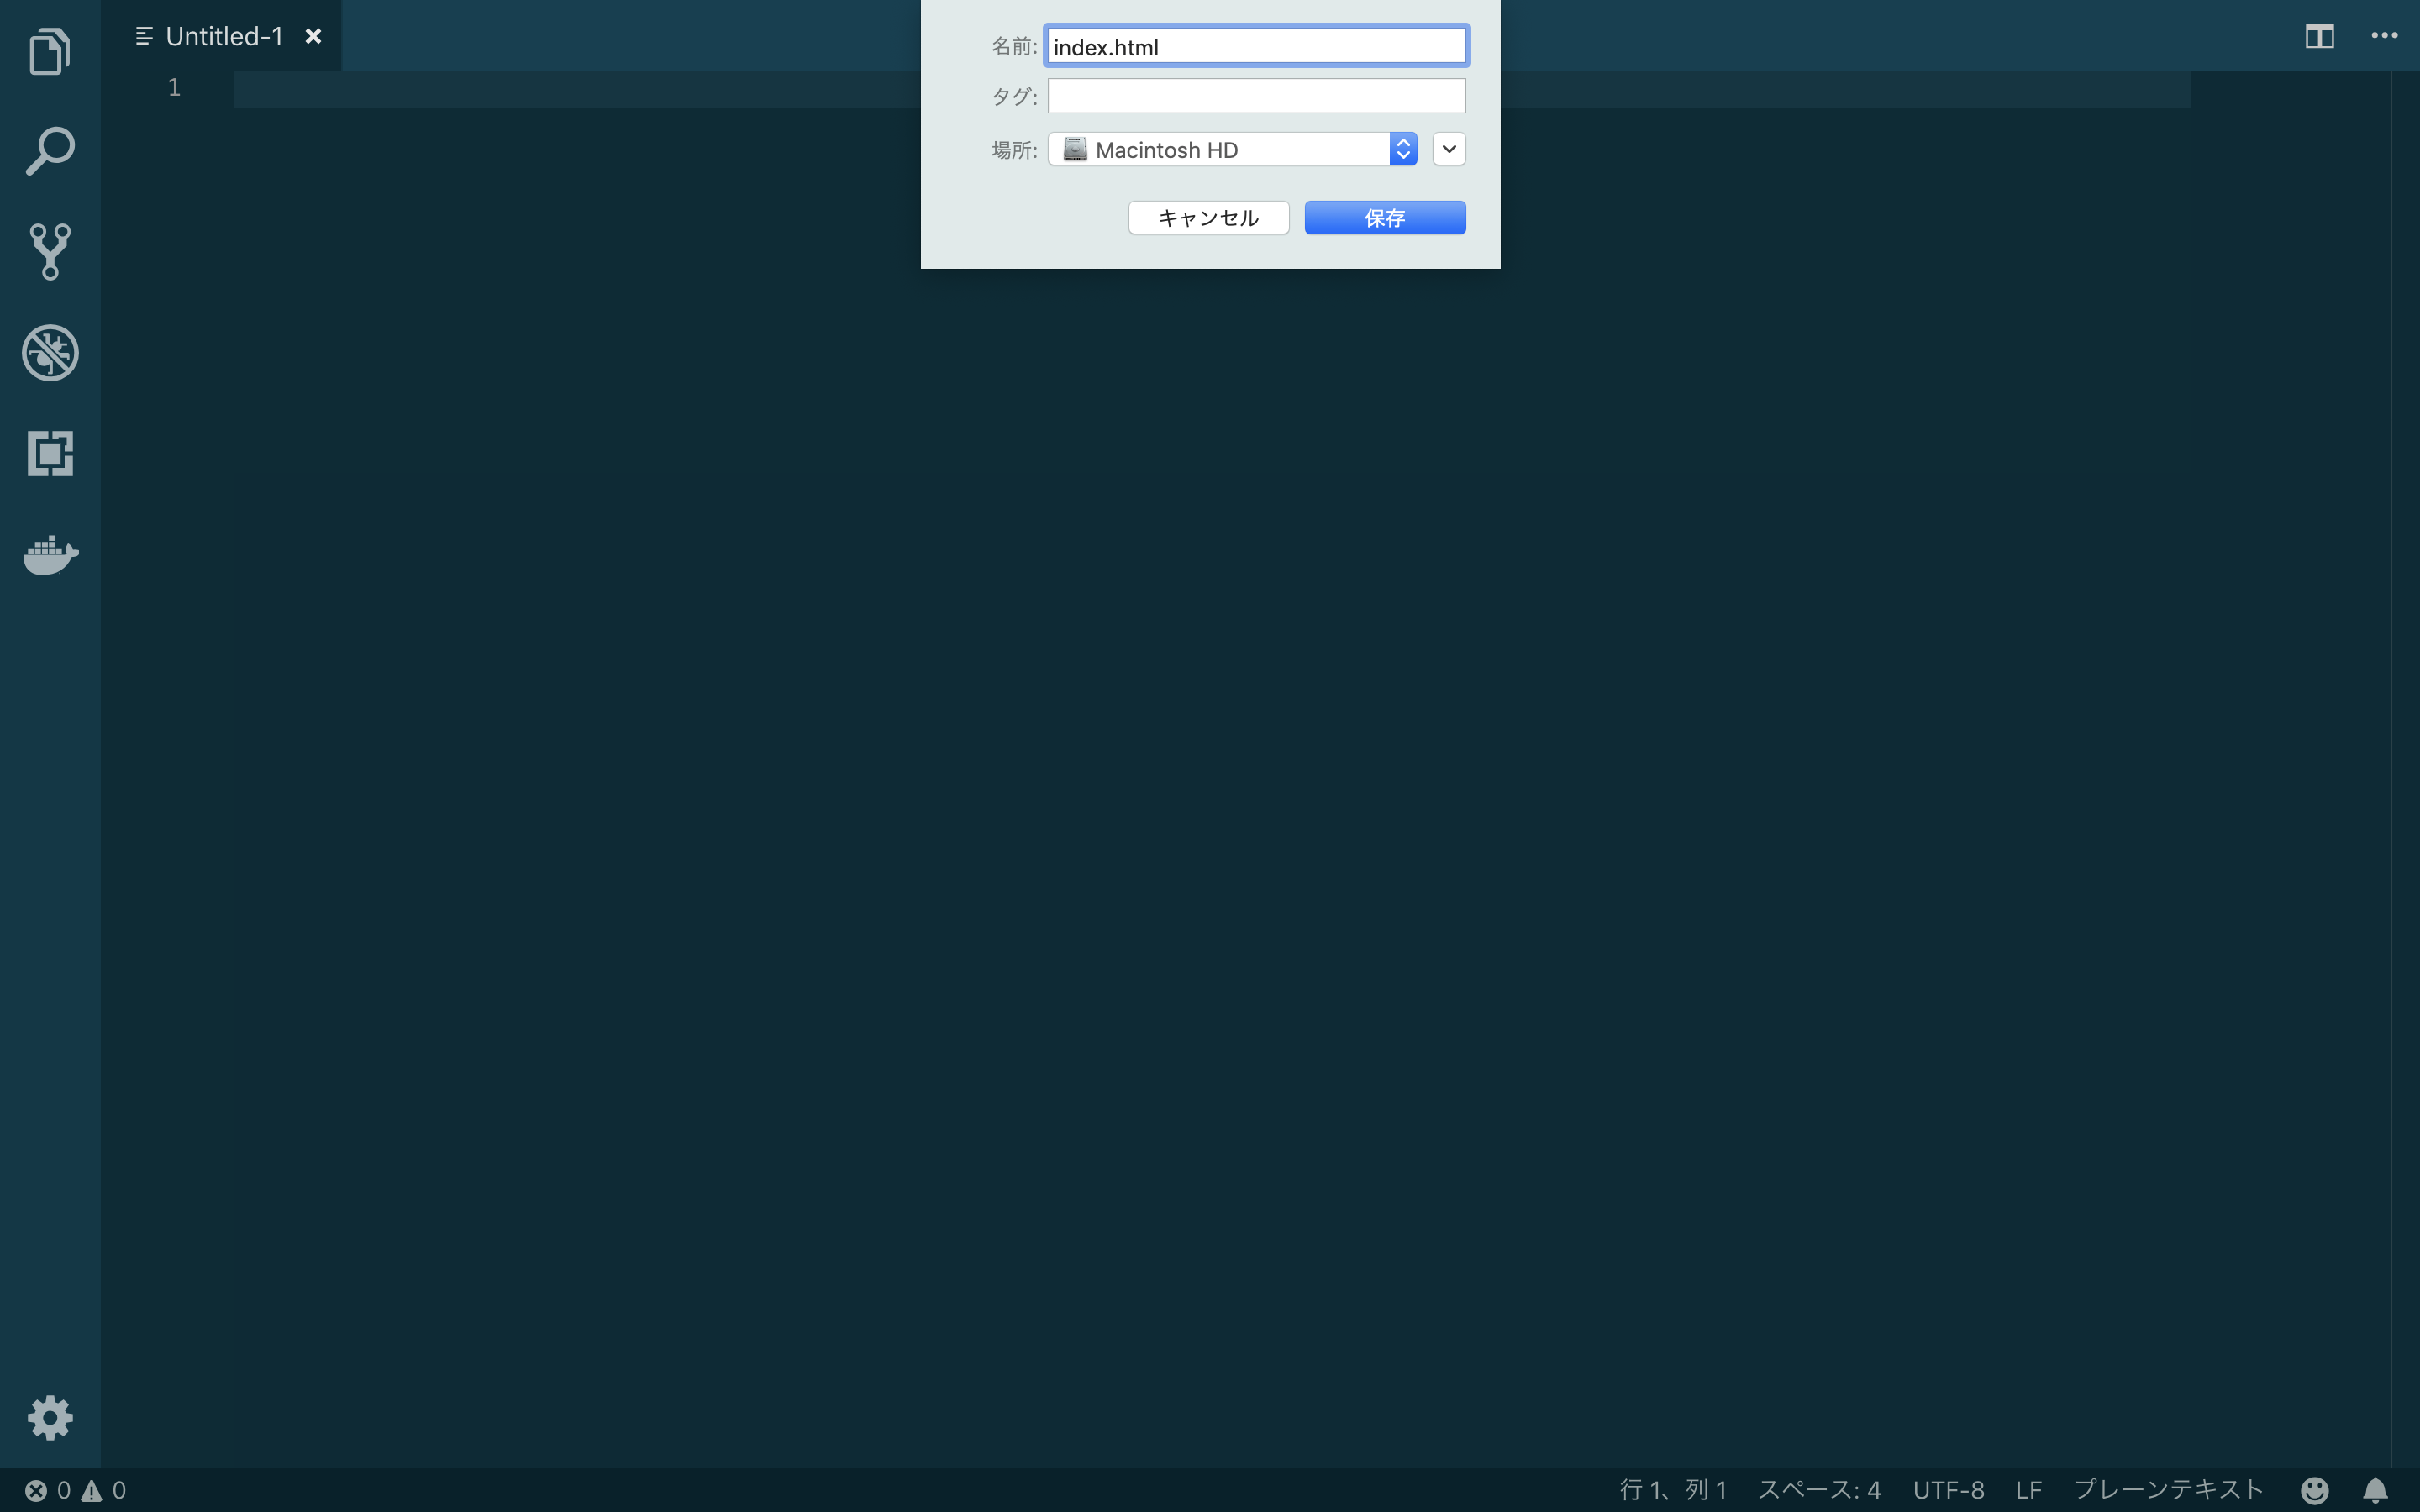 Untitled-1
1
名前: index.html
タグ:
場所: Macintosh HD
キャンセル 保存
0 0 行 1、列 1 スペース: 4 UTF-8 LF プレーンテキスト